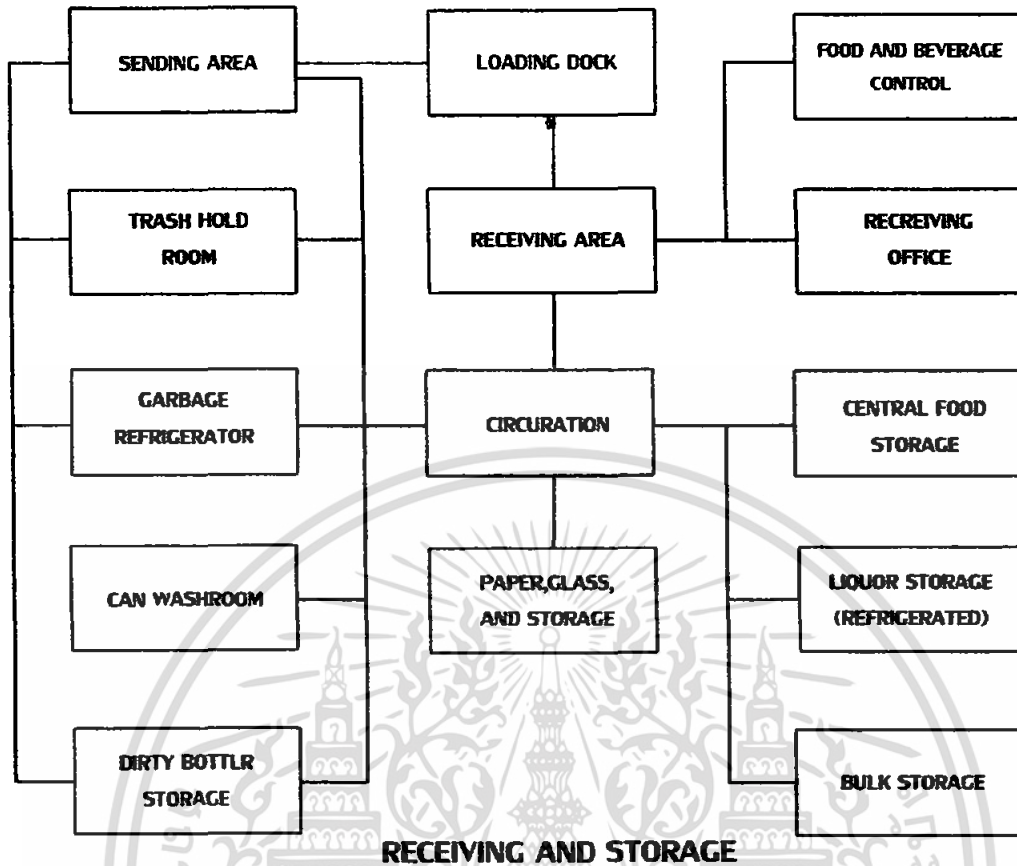 SENDING AREA
LOADING DOCK
FOOD AND BEVERAGE
CONTROL
TRASH HOLD
ROOM
RECEIVING AREA
RECREIVING
OFFICE
GARBAGE
REFRIGERATOR
CIRCURATION
CENTRAL FOOD
STORAGE
CAN WASHROOM
PAPER,GLASS,
AND STORAGE
LIQUOR STORAGE
(REFRIGERATED)
DIRTY BOTTLR
STORAGE
BULK STORAGE
RECEIVING AND STORAGE